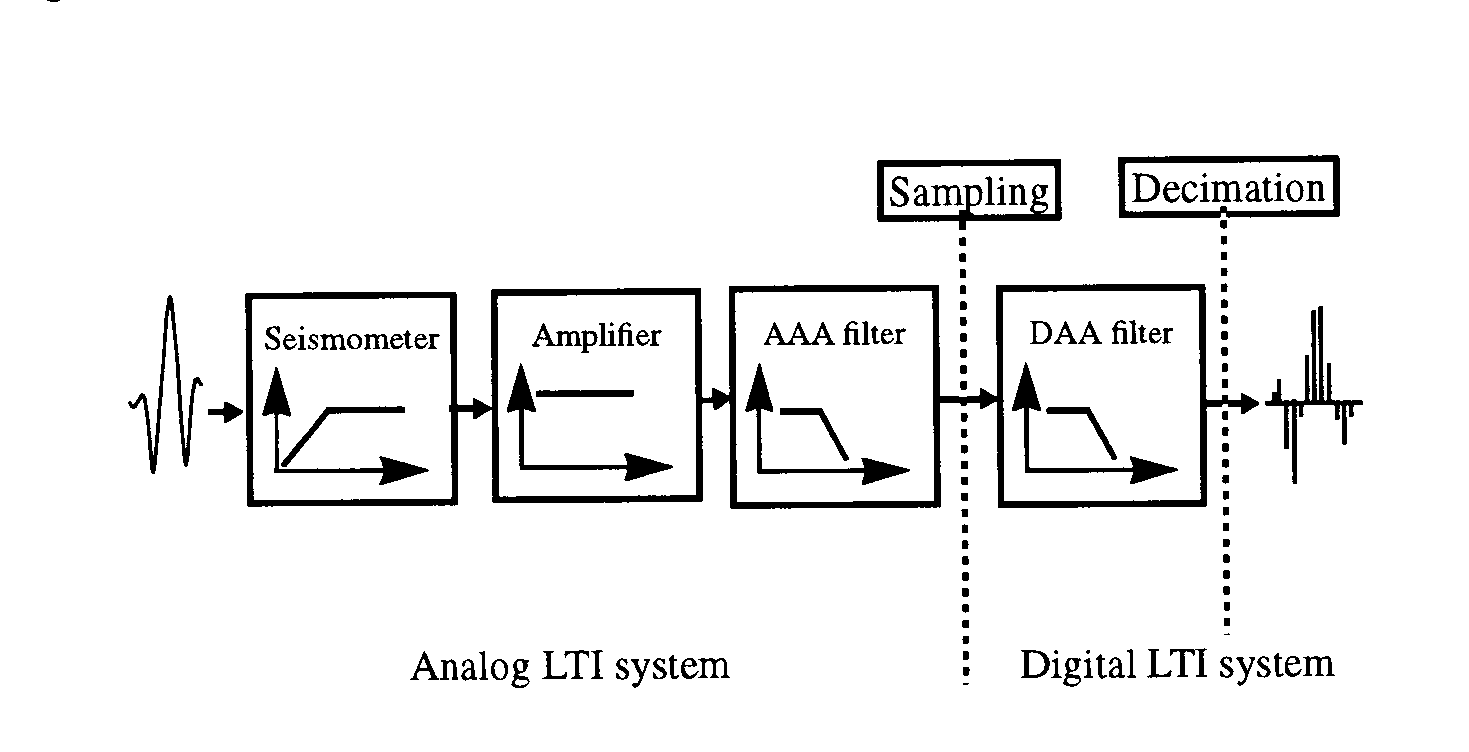 Sampling
Decimation
Seismometer
Amplifier
AAA filter
DAA filter
Analog LTI system
Digital LTI system